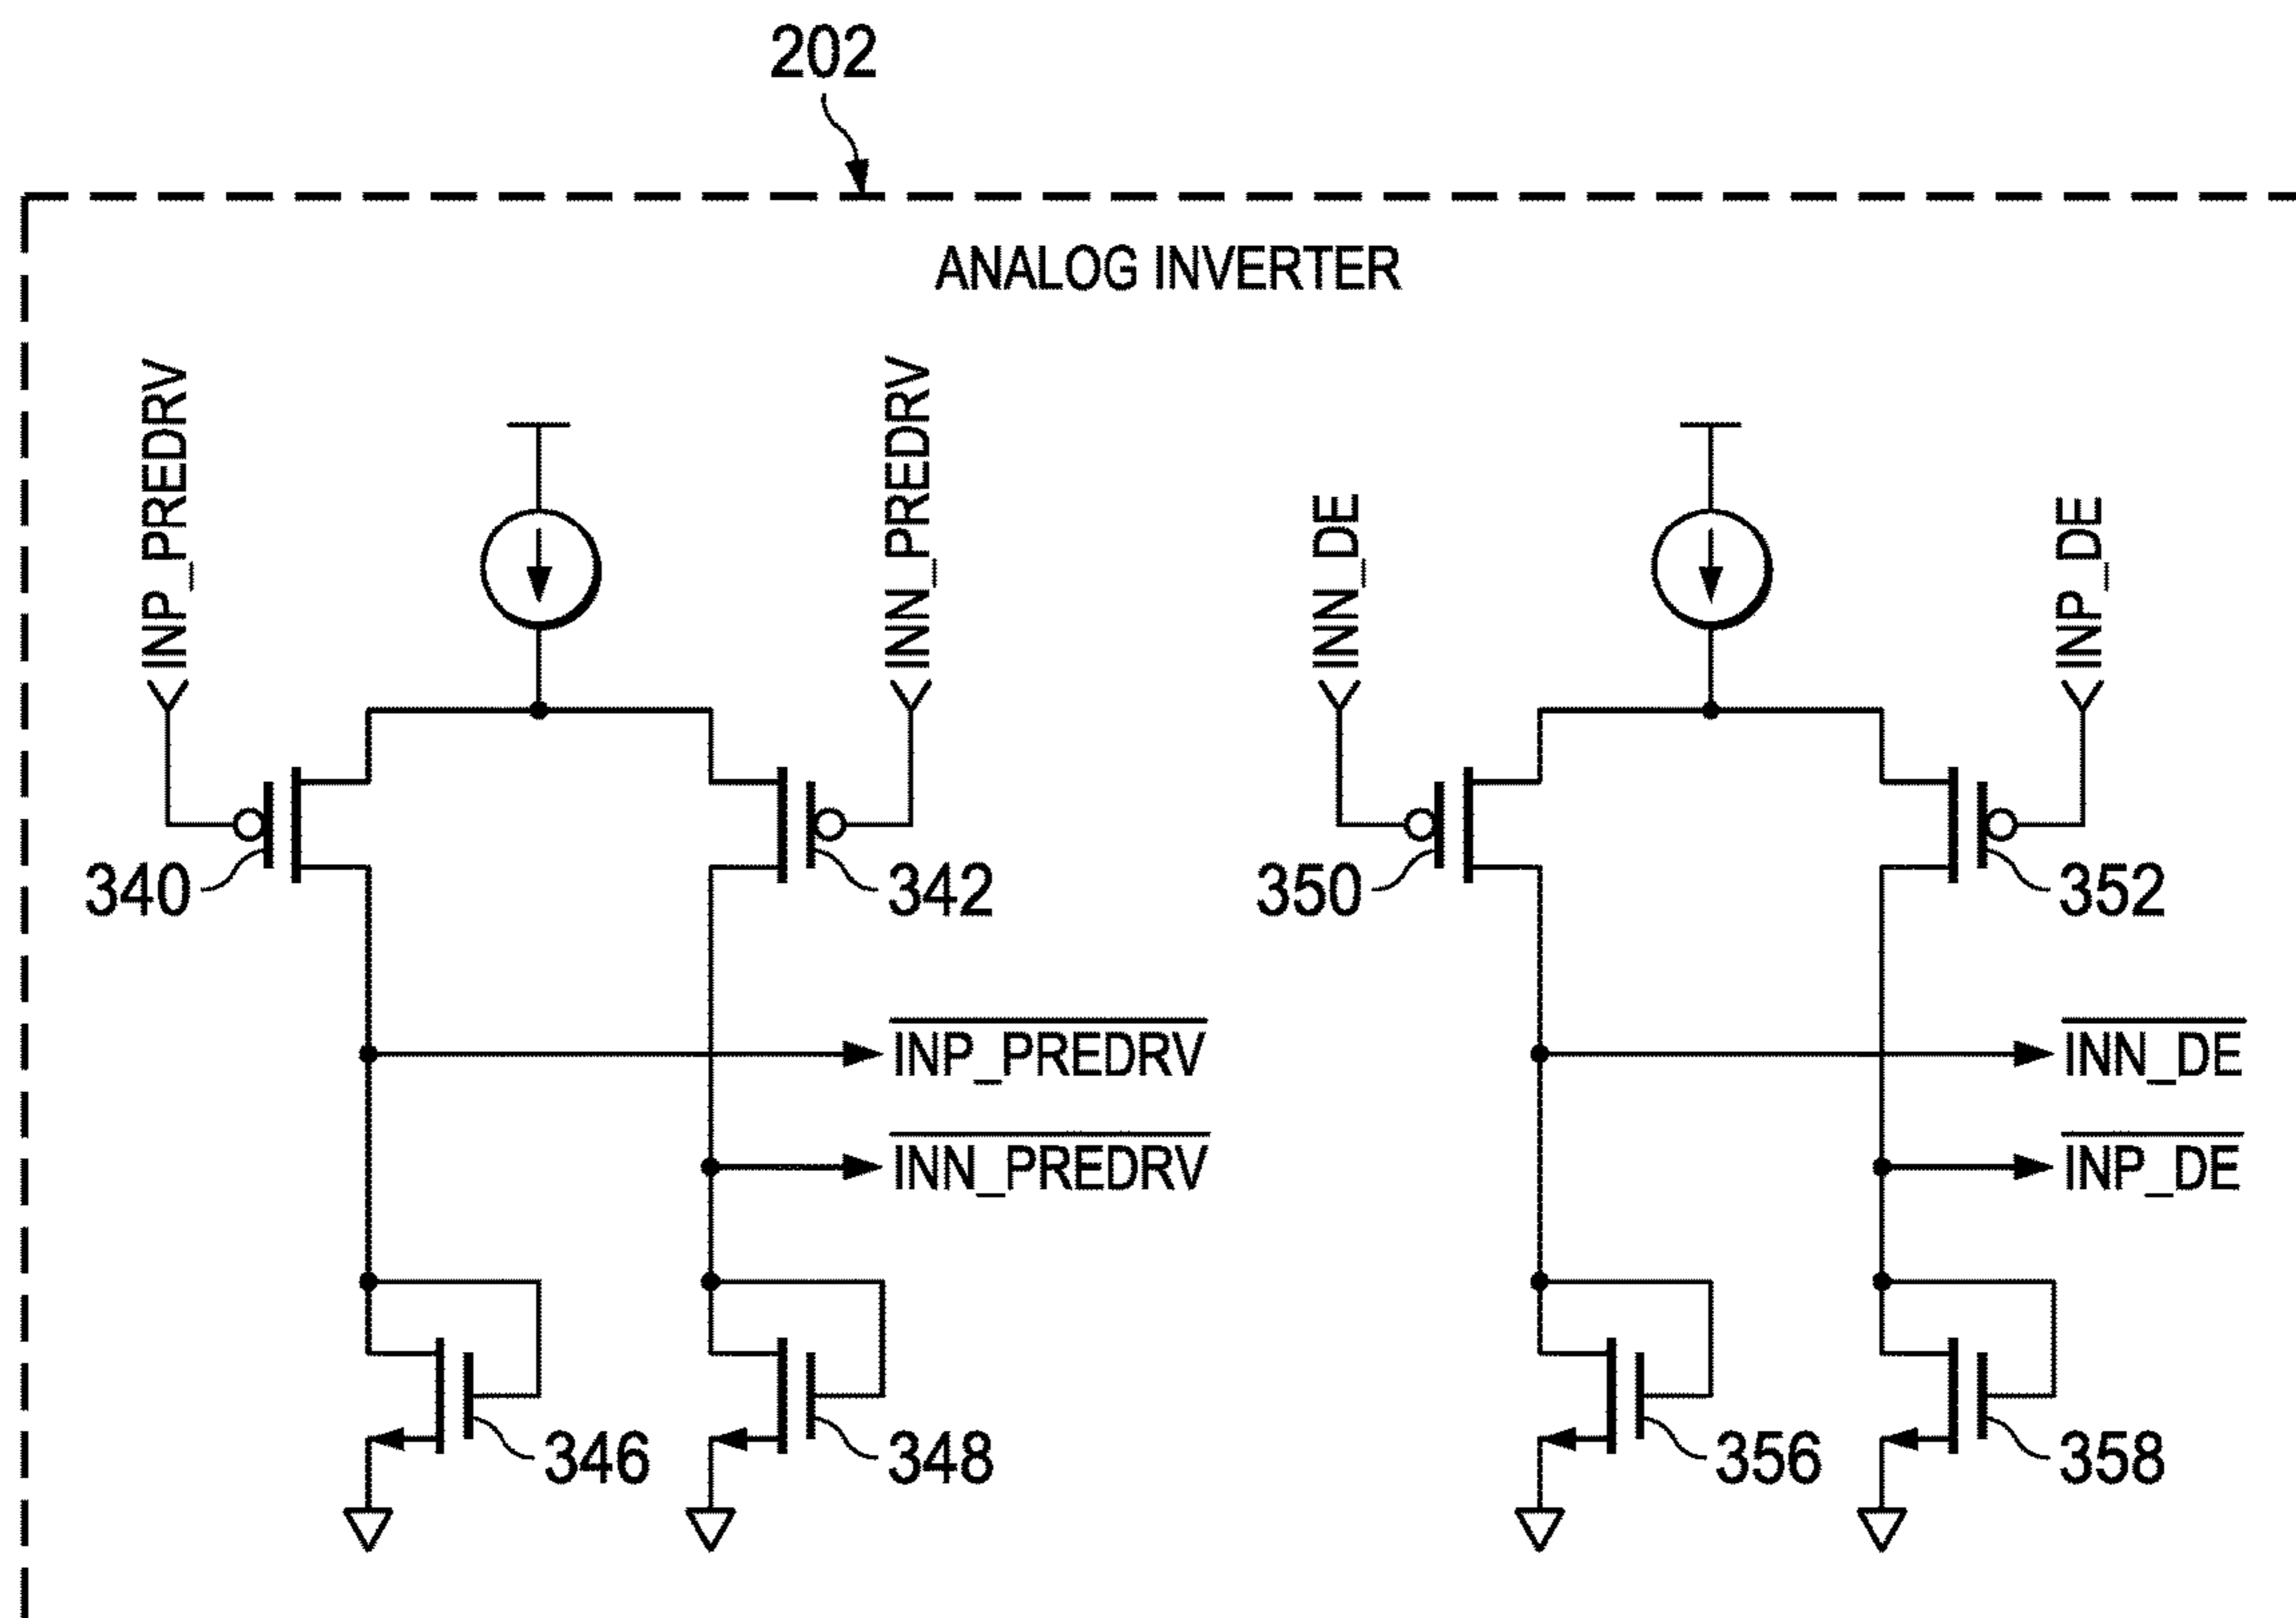 202
ANALOG INVERTER
INP_PREDRV
INN_PREDRV
INN_DE
INP_DE
340
342
350
352
INP_PREDRV
INN_PREDRV
INN_DE
INP_DE
346
348
356
358